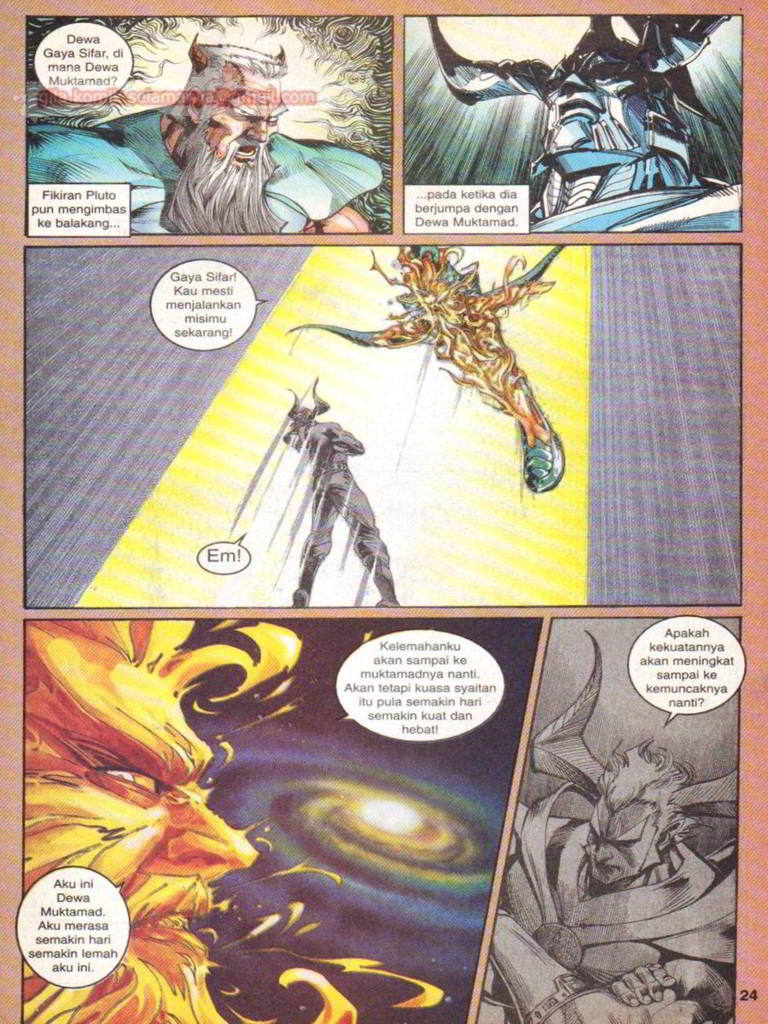 Dewa
Gaya Sifar, di
mana Dewa
Muktamad?
Fikiran Pluto
pun mengimbas
ke balakang...
...pada ketika dia
berjumpa dengan
Dewa Muktamad.
Gaya Sifar!
Kau mesti
menjalankan
misimu
sekarang!
Em!
Kelemahanku
akan sampai ke
muktamadnya nanti.
Akan tetapi kuasa syaitan
itu pula semakin hari
semakin kuat dan
hebat!
Aku ini
Dewa
Muktamad.
Aku merasa
semakin hari
semakin lemah
aku ini.
Apakah
kekuatannya
akan meningkat
sampai ke
kemuncaknya
nanti?
24